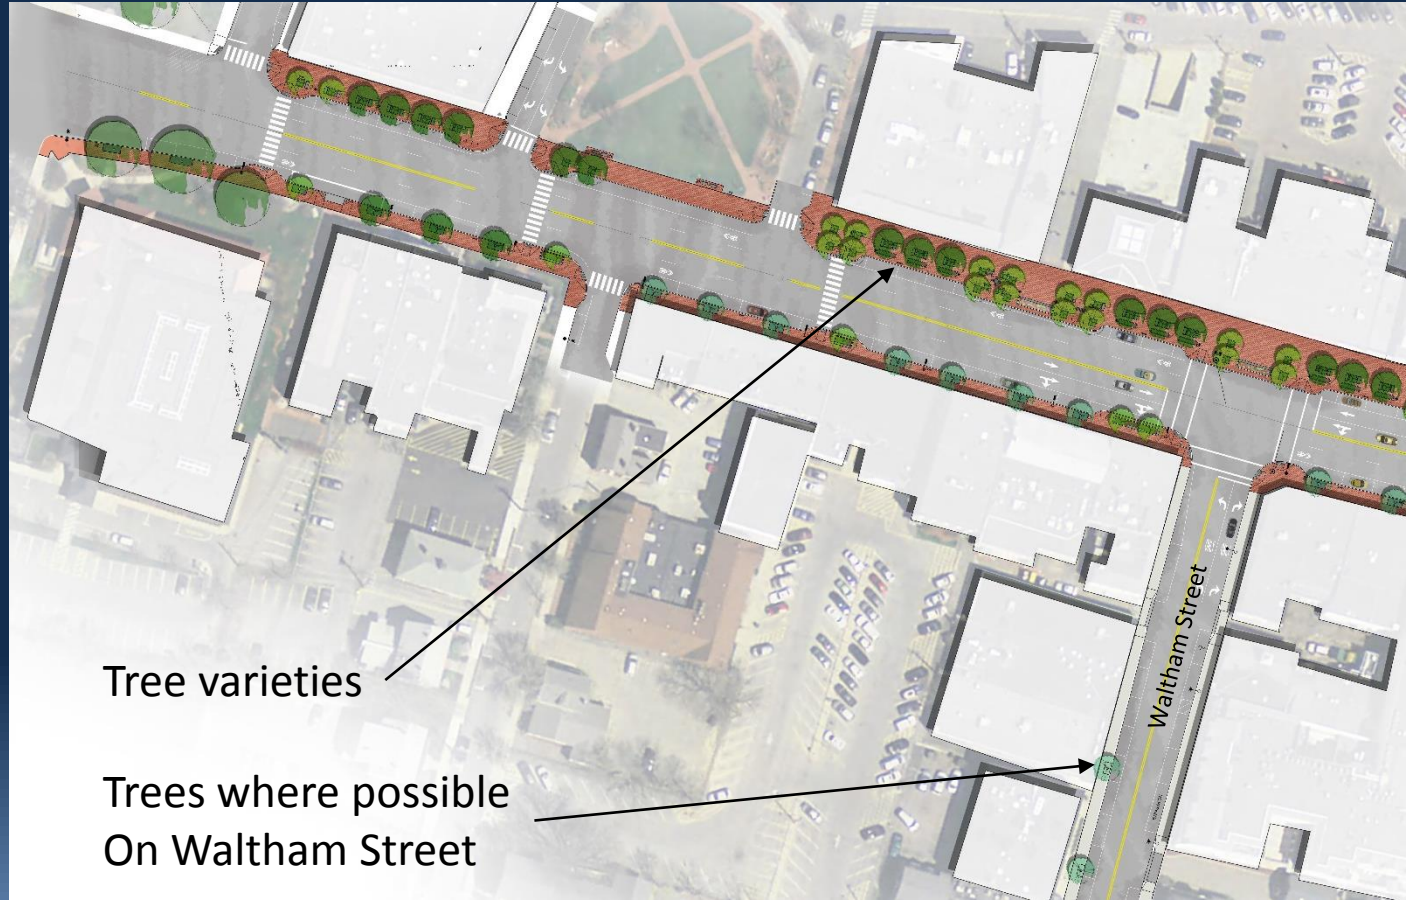 Waltham Street
Tree varieties
Trees where possible
On Waltham Street